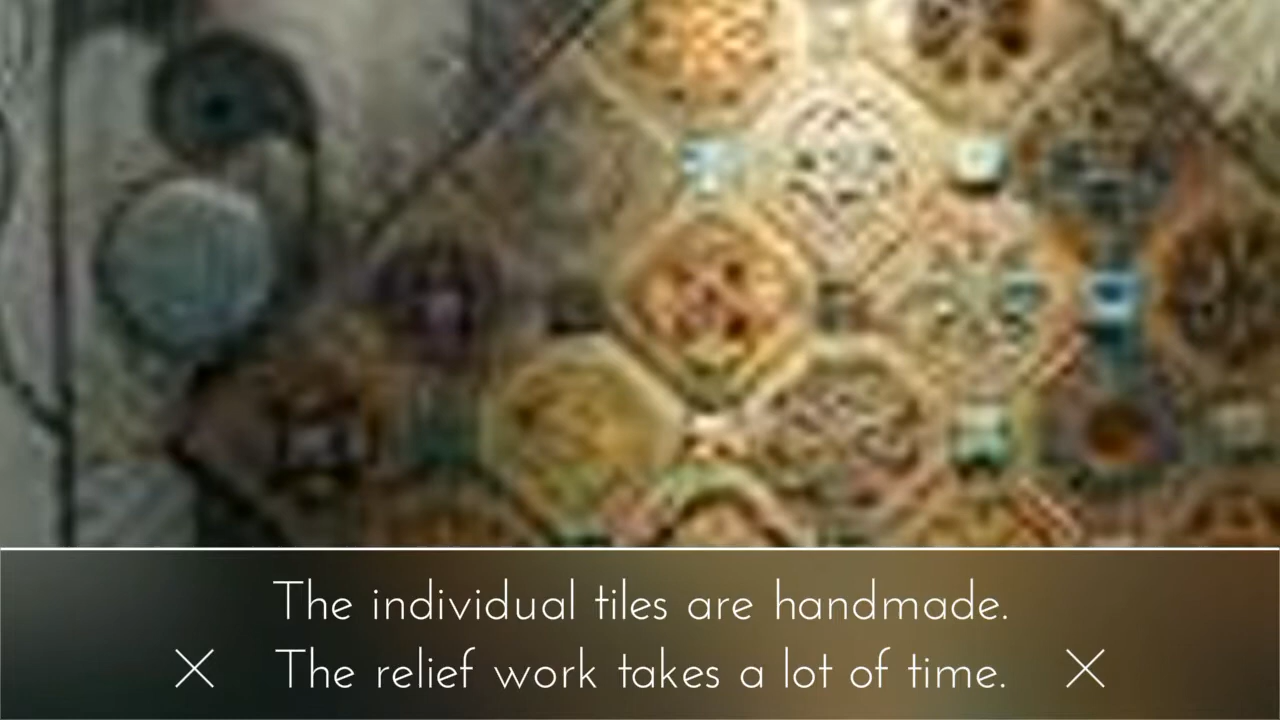 The individual tiles are handmade.
× The relief work takes a lot of time. ×